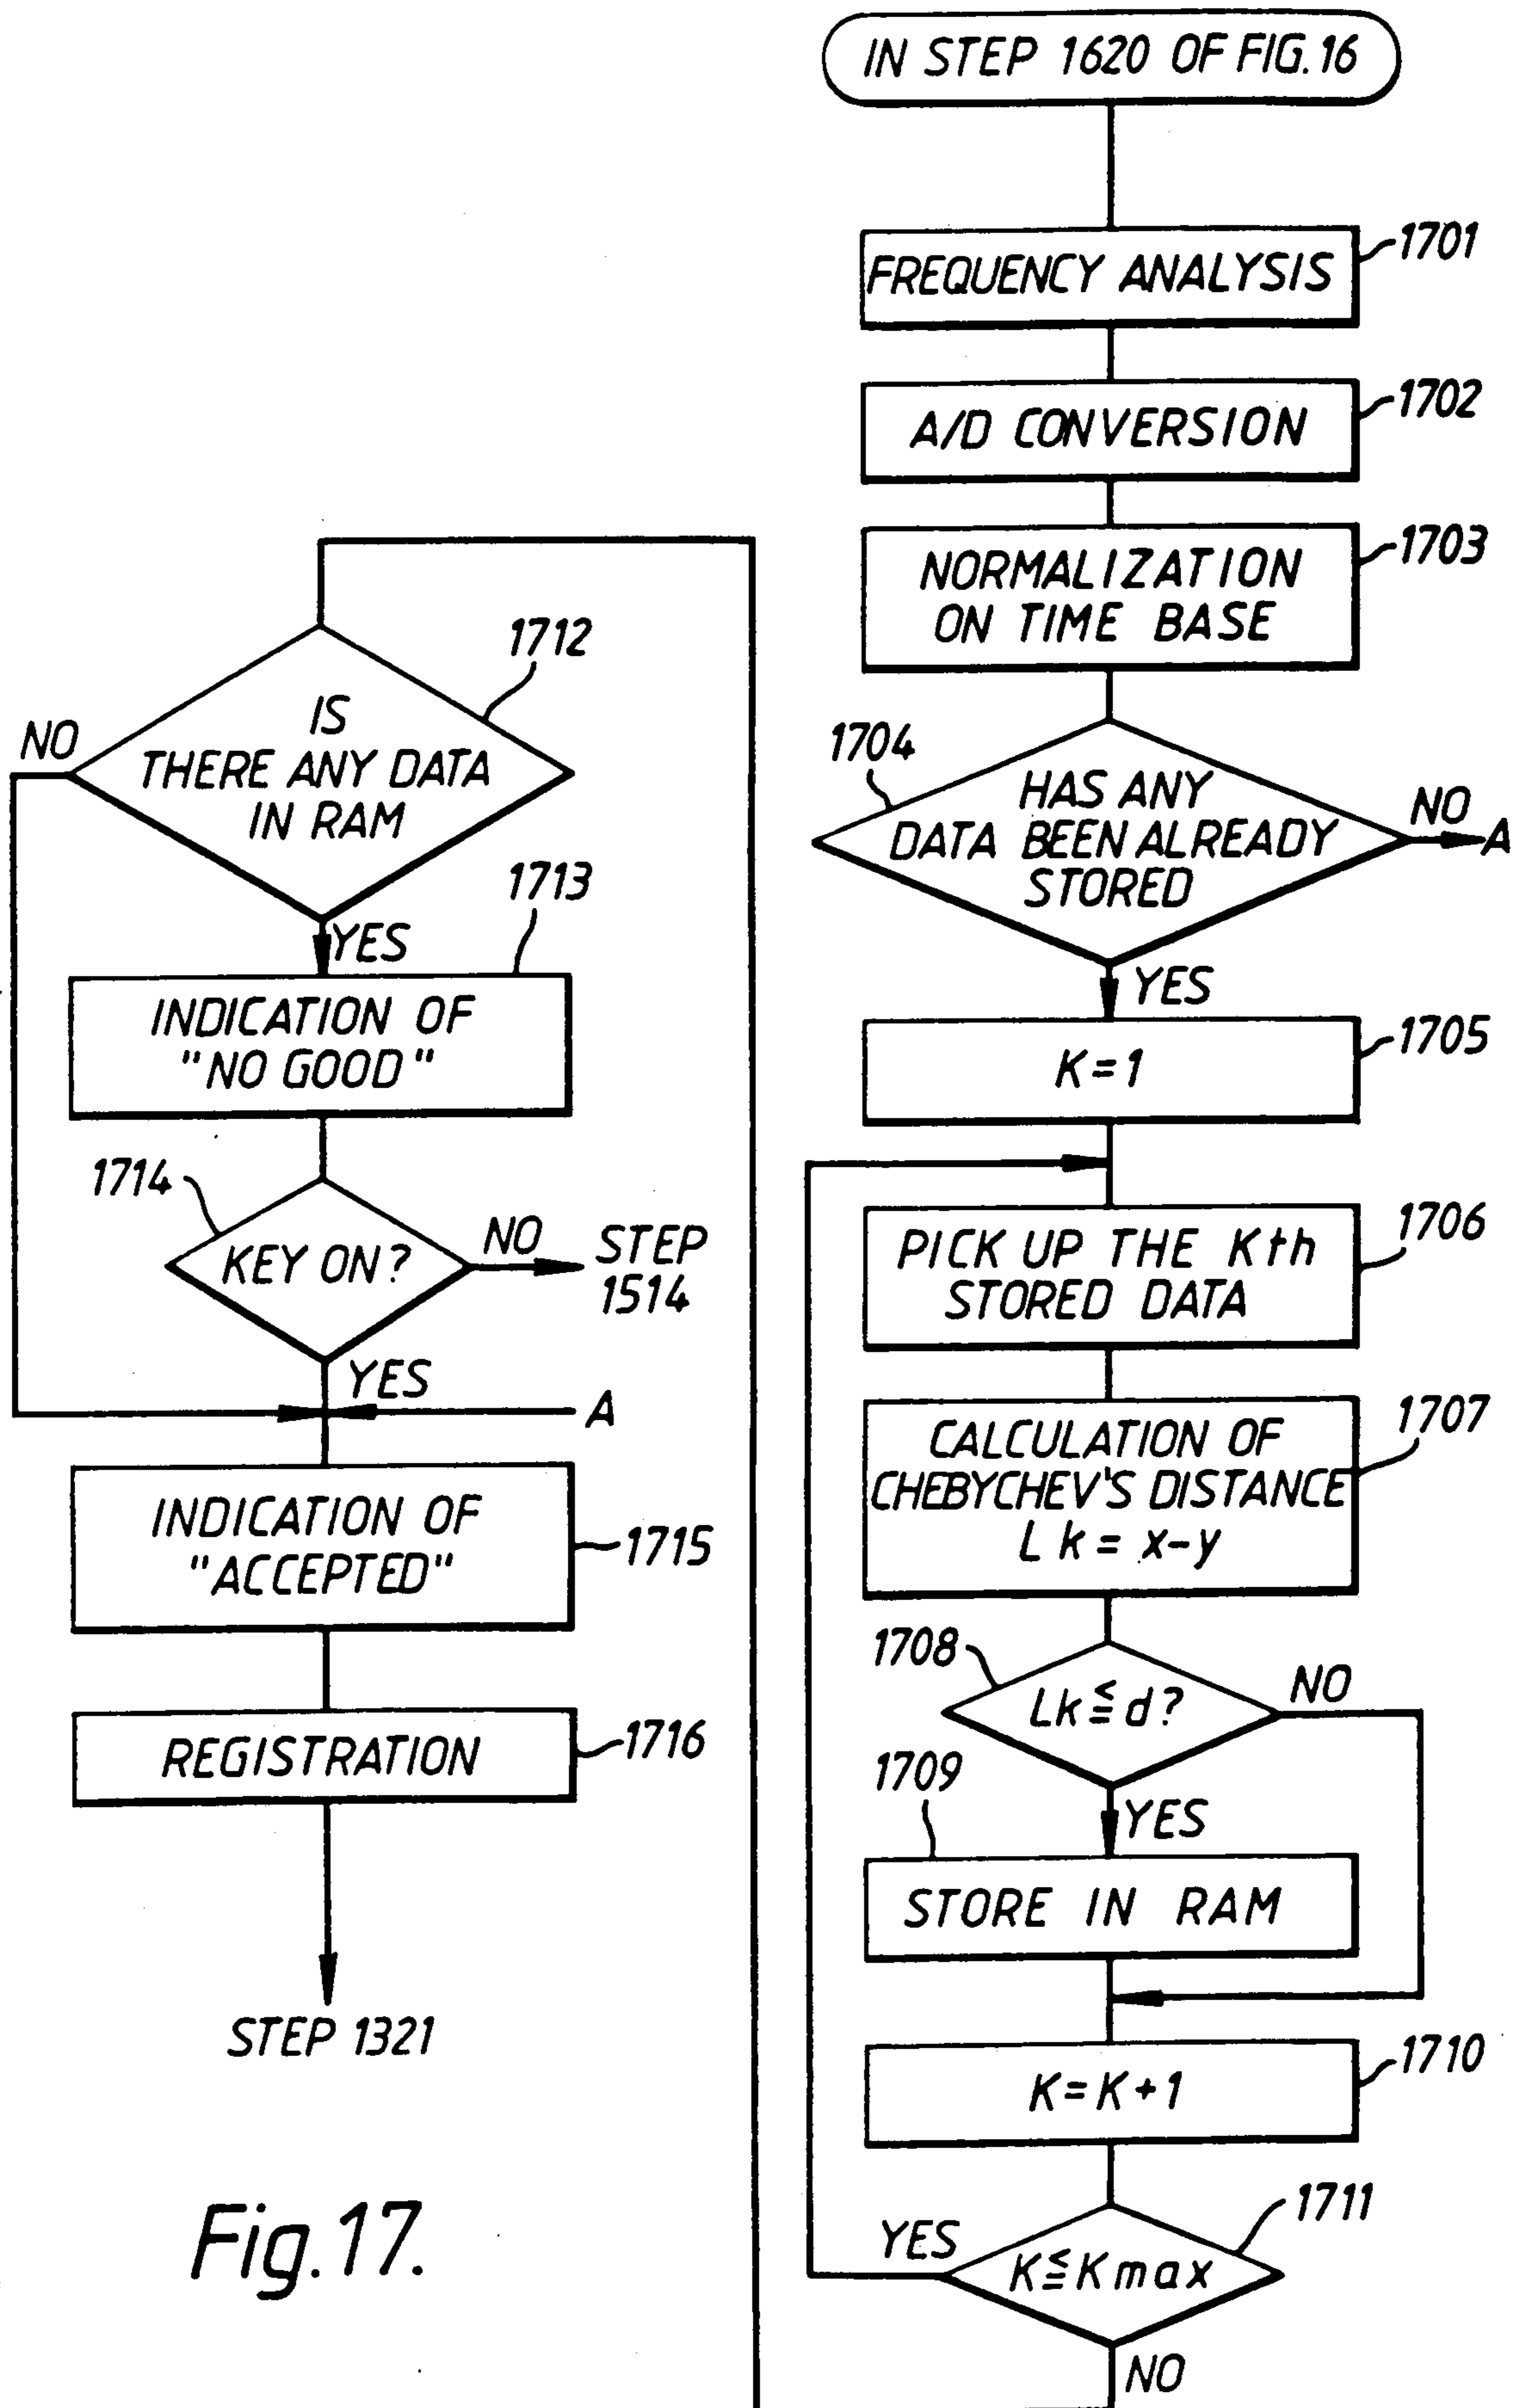 IN STEP 1620 OF FIG.16
FREQUENCY ANALYSIS
1701
A/D CONVERSION
1702
NORMALIZATION
ON TIME BASE
1703
1704
HAS ANY
DATA BEEN ALREADY
STORED
NO
A
YES
K=1
1705
PICK UP THE Kth
STORED DATA
1706
CALCULATION OF
CHEBYCHEV'S DISTANCE
Lk = x-y
1707
1708
Lk≦d?
NO
1709
YES
STORE IN RAM
K=K+1
1710
1711
YES
K≦Kmax
NO
1712
NO
IS
THERE ANY DATA
IN RAM
1713
YES
INDICATION OF
"NO GOOD"
1714
KEY ON?
NO
STEP
1514
YES
A
INDICATION OF
"ACCEPTED"
1715
REGISTRATION
1716
STEP 1321
Fig.17.